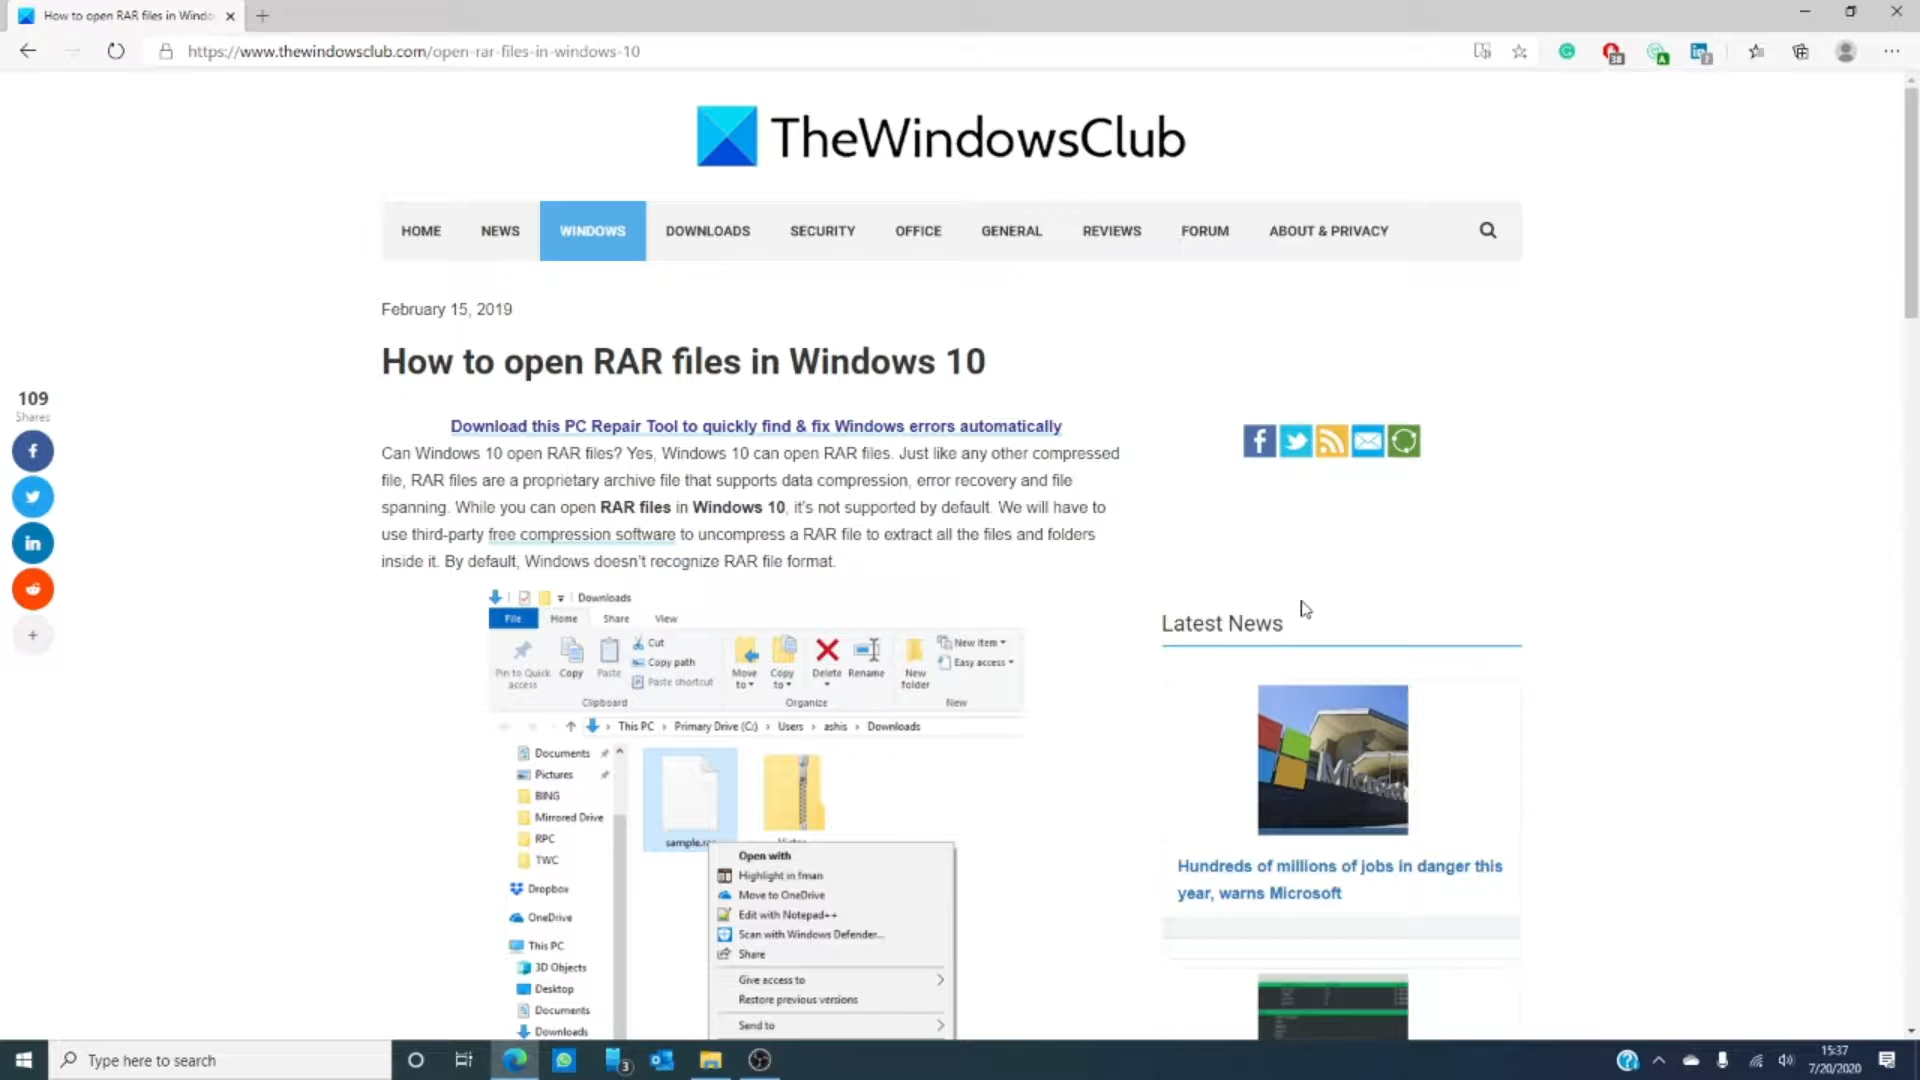 How to open RAR files in Windo
https://www.thewindowsclub.com/open-rar-files-in-windows-10
38
A
7
TheWindowsClub
HOME NEWS WINDOWS DOWNLOADS SECURITY OFFICE GENERAL REVIEWS FORUM ABOUT & PRIVACY
February 15, 2019
How to open RAR files in Windows 10
109
Shares
Download this PC Repair Tool to quickly find & fix Windows errors automatically
Can Windows 10 open RAR files? Yes, Windows 10 can open RAR files. Just like any other compressed
file, RAR files are a proprietary archive file that supports data compression, error recovery and file
spanning. While you can open RAR files in Windows 10, it's not supported by default. We will have to
use third-party free compression software to uncompress a RAR file to extract all the files and folders
inside it. By default, Windows doesn't recognize RAR file format.
Downloads
File Home Share View
Pin to Quick access
Copy
Paste
Cut
Copy path
Paste shortcut
Clipboard
Move to
Copy to
Delete
Rename
Organize
New folder
New item
Easy access
New
This PC > Primary Drive (C:) > Users > ashis > Downloads
Documents
Pictures
BING
Mirrored Drive
RPC
TWC
Dropbox
OneDrive
This PC
3D Objects
Desktop
Documents
Downloads
Open with
Highlight in fman
Move to OneDrive
Edit with Notepad++
Scan with Windows Defender...
Share
Give access to
Restore previous versions
Send to
Latest News
Microsoft
Hundreds of millions of jobs in danger this
year, warns Microsoft
Type here to search
3
15:37
7/20/2020